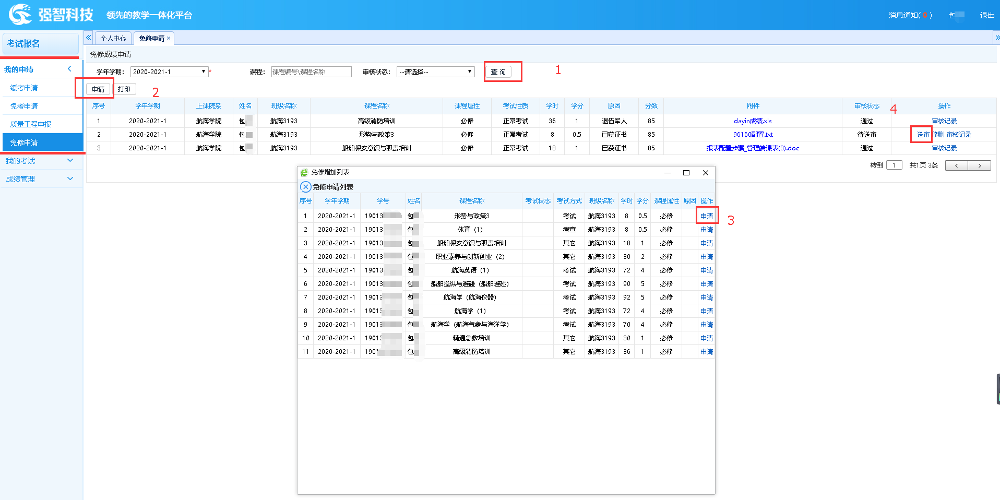 强智科技 领先的教学一体化平台 消息通知( 0 ) 包 退出
考试报名
« 个人中心 免修申请 × »
免修成绩申请
我的申请
缓考申请
免考申请
质量工程申报
免修申请
我的考试
成绩管理
学年学期: 2020-2021-1 * 课程: 课程编号\课程名称 审核状态: --请选择-- 查 询 1
申请 打印 2
序号 学年学期 上课院系 姓名 班级名称 课程名称 课程属性 考试性质 学时 学分 原因 分数 附件 审核状态 操作 4
1 2020-2021-1 航海学院 包 航海3193 高级消防培训 必修 正常考试 36 1 退伍军人 85 dayin成绩.xls 通过 审核记录
2 2020-2021-1 航海学院 包 航海3193 形势与政策3 必修 正常考试 8 0.5 已获证书 85 96160配置.txt 待送审 送审 修删 审核记录
3 2020-2021-1 航海学院 包 航海3193 船舶保安意识与职责培训 必修 正常考试 18 1 已获证书 85 报表配置步骤_管理端课表(3).doc 通过 审核记录
转到 1 共1页 3条 < >
免修增加列表
免修申请列表
序号 学年学期 学号 姓名 课程名称 考试状态 考试方式 班级名称 学时 学分 课程属性 原因 操作
1 2020-2021-1 19013 包 形势与政策3 考试 航海3193 8 0.5 必修 申请 3
2 2020-2021-1 19013 包 体育（1） 考查 航海3193 8 0.5 必修 申请
3 2020-2021-1 19013 包 船舶保安意识与职责培训 其它 航海3193 18 1 必修 申请
4 2020-2021-1 19013 包 职业素养与创新创业（2） 其它 航海3193 30 2 必修 申请
5 2020-2021-1 19013 包 航海英语（1） 考试 航海3193 72 4 必修 申请
6 2020-2021-1 19013 包 船舶操纵与避碰（船舶避碰） 考试 航海3193 90 5 必修 申请
7 2020-2021-1 19013 包 航海学（航海仪器） 考试 航海3193 92 5 必修 申请
8 2020-2021-1 19013 包 航海学（1） 考试 航海3193 72 4 必修 申请
9 2020-2021-1 19013 包 航海学（航海气象与海洋学） 考试 航海3193 70 4 必修 申请
10 2020-2021-1 19013 包 精通急救培训 其它 航海3193 30 1 必修 申请
11 2020-2021-1 1901 包 高级消防培训 其它 航海3193 36 1 必修 申请